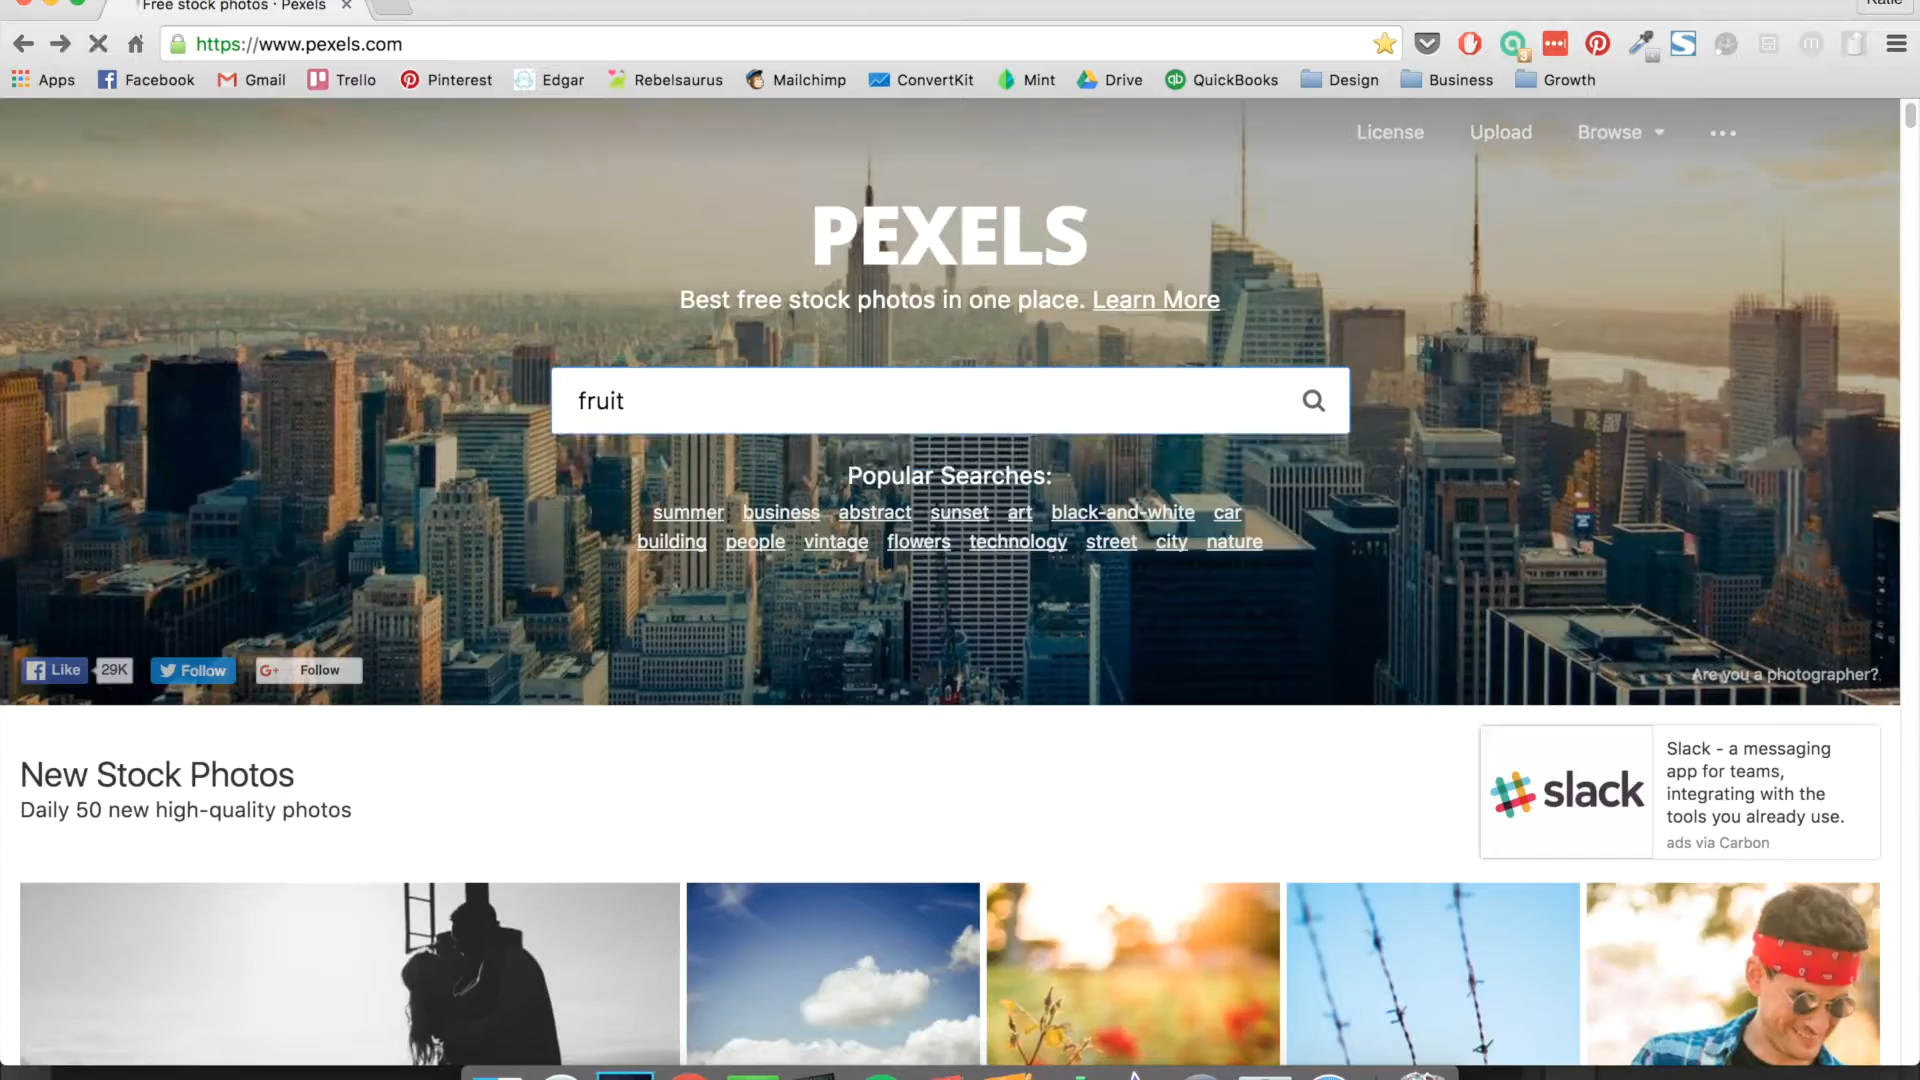 Free stock photos · Pexels
Katie
https://www.pexels.com
Apps Facebook Gmail Trello Pinterest Edgar Rebelsaurus Mailchimp ConvertKit Mint Drive QuickBooks Design Business Growth
License Upload Browse
PEXELS
Best free stock photos in one place. Learn More
fruit
Popular Searches:
summer business abstract sunset art black-and-white car
building people vintage flowers technology street city nature
Like 29K Follow Follow
Are you a photographer?
New Stock Photos
Daily 50 new high-quality photos
slack
Slack - a messaging
app for teams,
integrating with the
tools you already use.
ads via Carbon